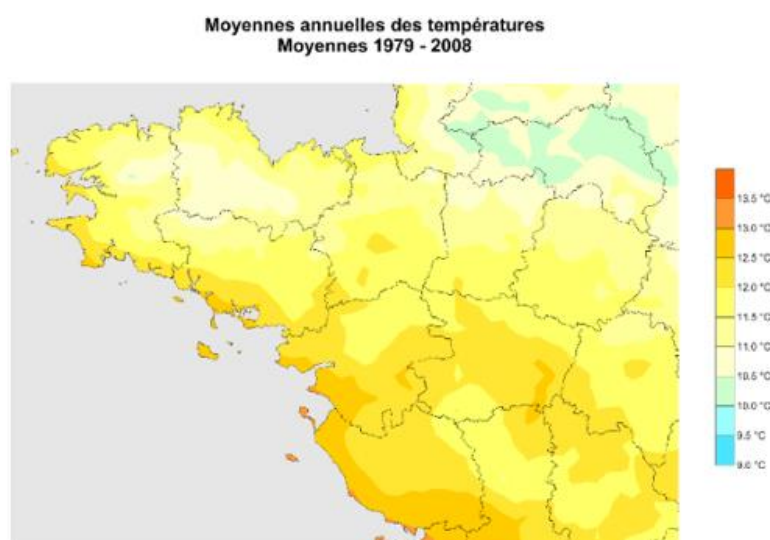 Moyennes annuelles des températures
Moyennes 1979 - 2008
13.5 °C
13.0 °C
12.5 °C
12.0 °C
11.5 °C
11.0 °C
10.5 °C
10.0 °C
9.5 °C
9.0 °C